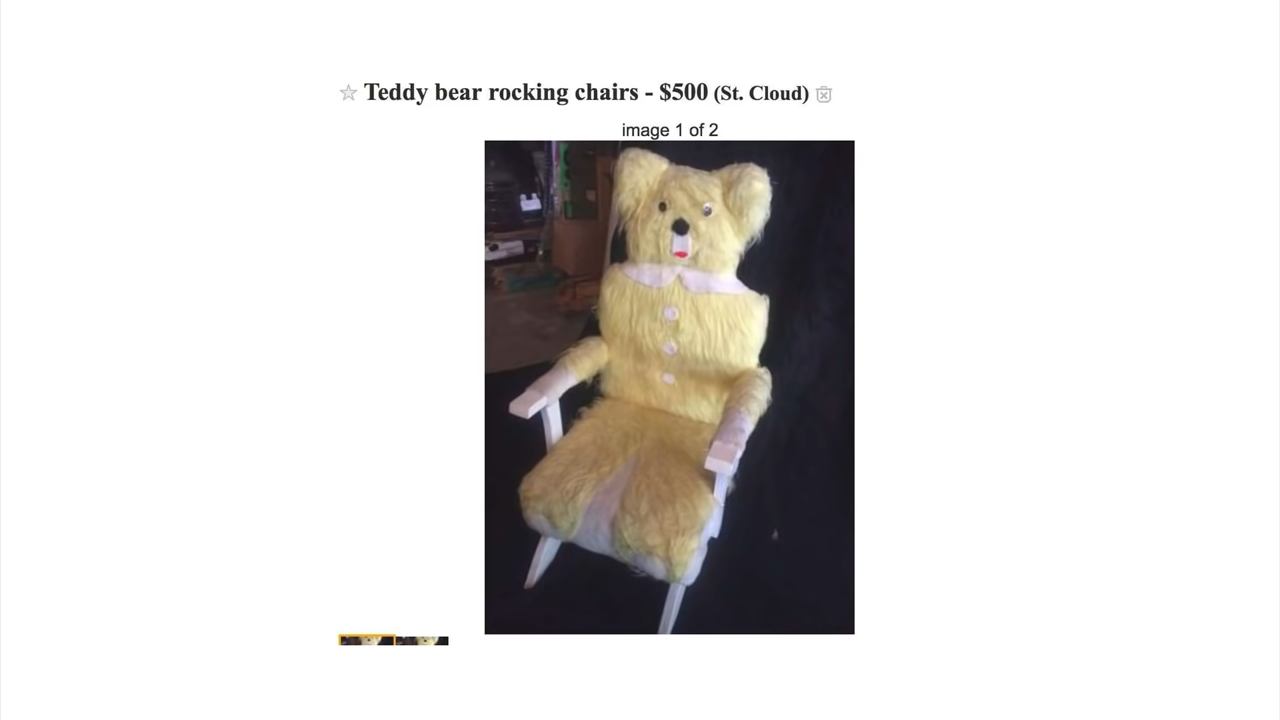 Teddy bear rocking chairs - $500 (St. Cloud)
image 1 of 2